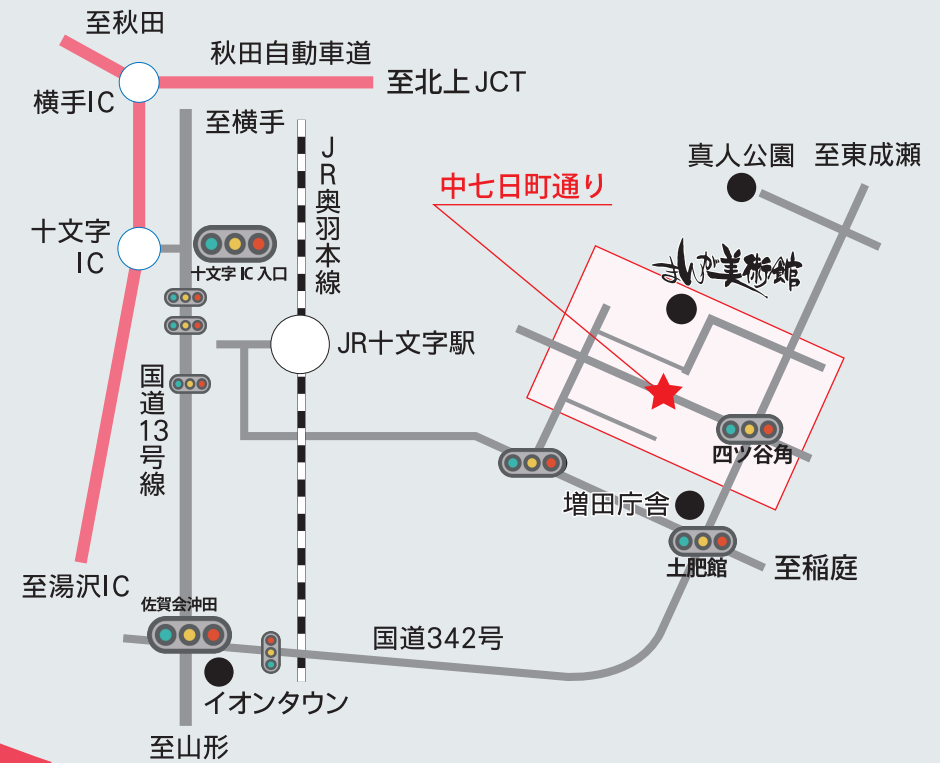 至秋田
秋田自動車道
至北上JCT
横手IC
至横手
JR奥羽本線
真人公園
至東成瀬
中七日町通り
十文字
IC
十文字IC入口
まんが美術館
JR十文字駅
国道13号線
四ツ谷角
増田庁舎
土肥館
至稲庭
至湯沢IC
佐賀会沖田
国道342号
イオンタウン
至山形